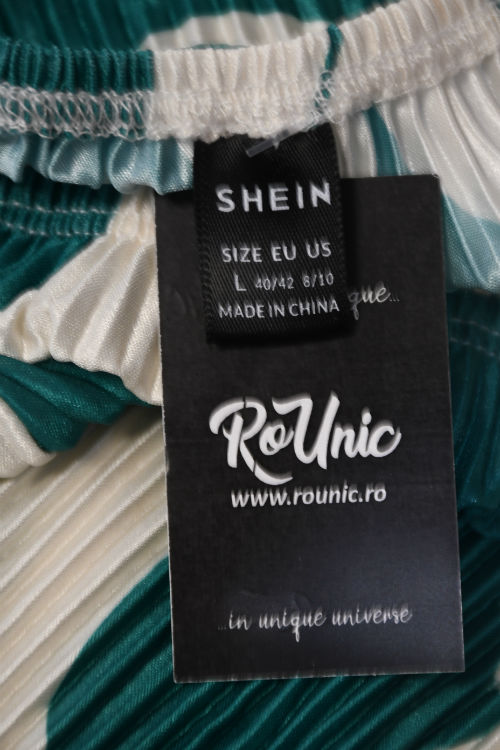 SHEIN
SIZE EU US
L 40/42 8/10
MADE IN CHINA
RoUnic
www.rounic.ro
...in unique universe